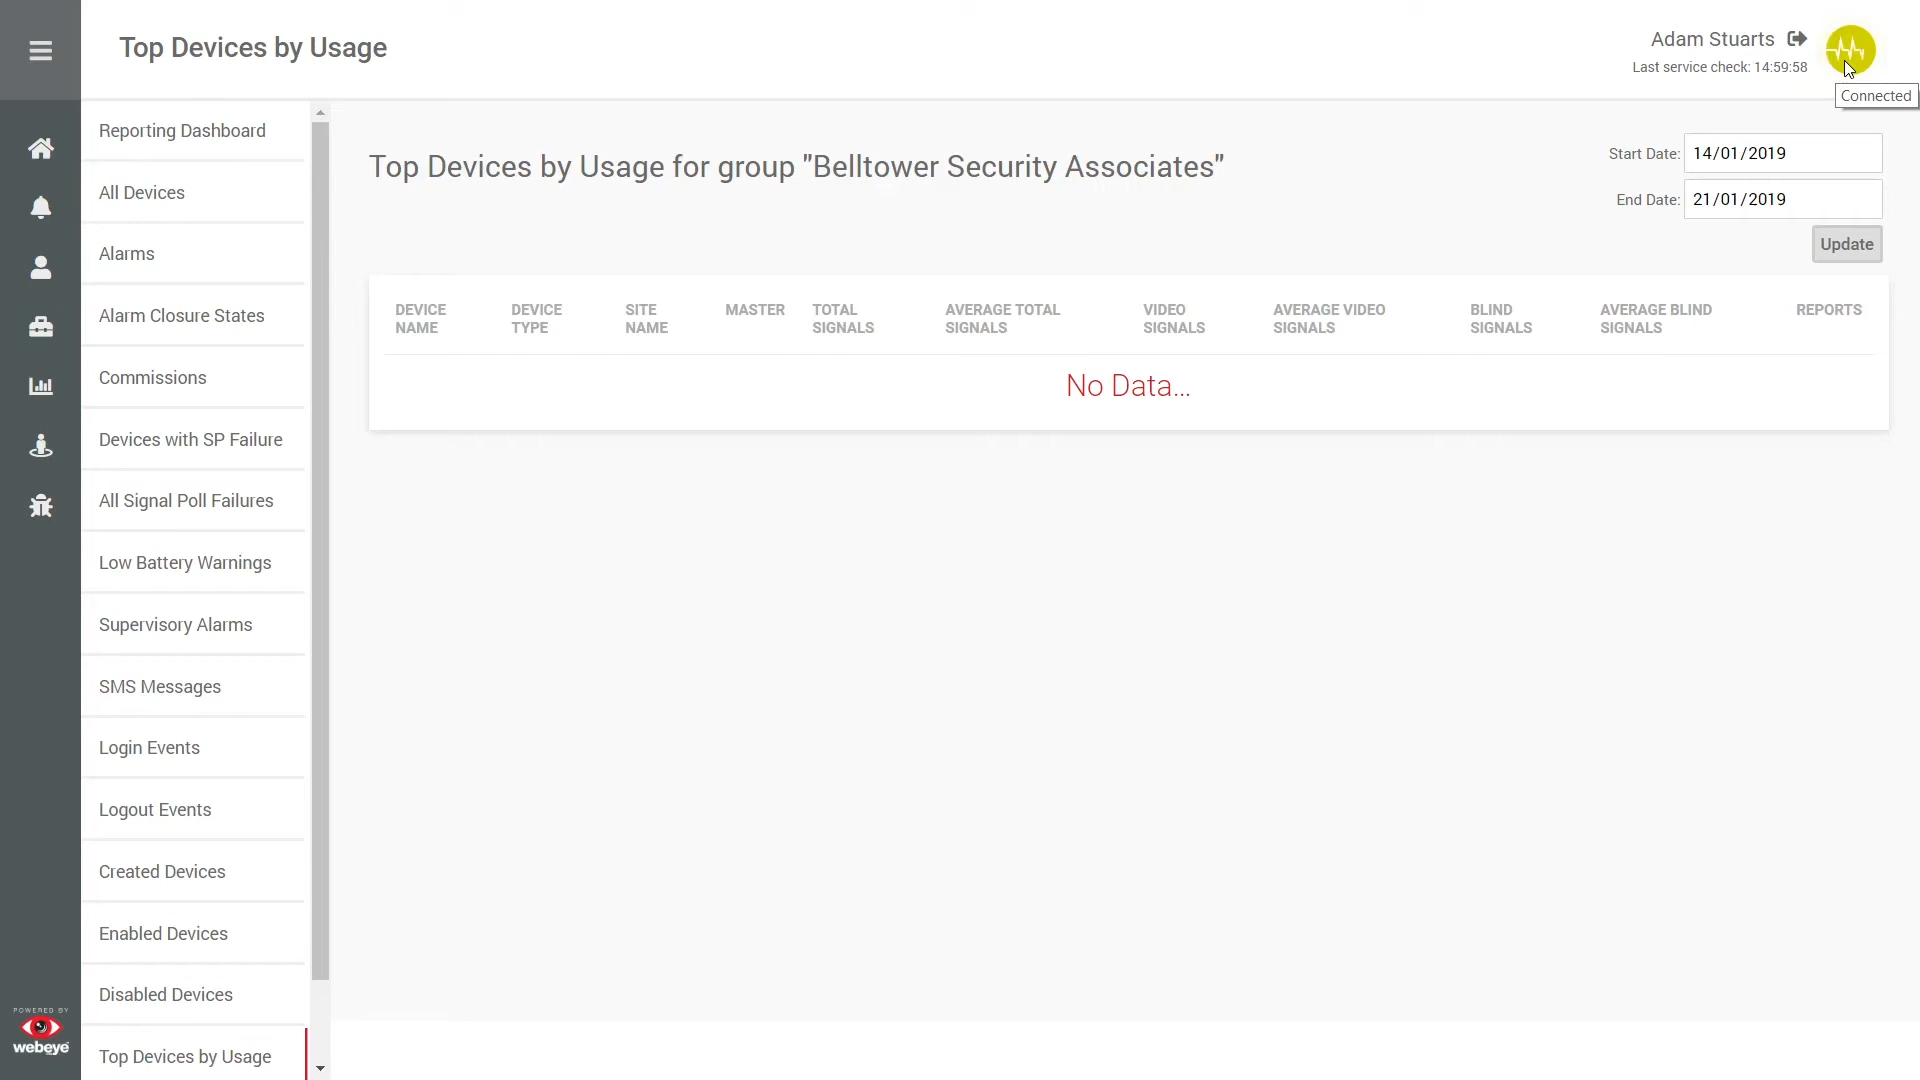 Top Devices by Usage
Adam Stuarts
Last service check: 14:59:58
Connected
Reporting Dashboard
All Devices
Alarms
Alarm Closure States
Commissions
Devices with SP Failure
All Signal Poll Failures
Low Battery Warnings
Supervisory Alarms
SMS Messages
Login Events
Logout Events
Created Devices
Enabled Devices
Disabled Devices
Top Devices by Usage
POWERED BY
webeye
Top Devices by Usage for group "Belltower Security Associates"
Start Date: 14/01/2019
End Date: 21/01/2019
Update
DEVICE NAME DEVICE TYPE SITE NAME MASTER TOTAL SIGNALS AVERAGE TOTAL SIGNALS VIDEO SIGNALS AVERAGE VIDEO SIGNALS BLIND SIGNALS AVERAGE BLIND SIGNALS REPORTS
No Data...